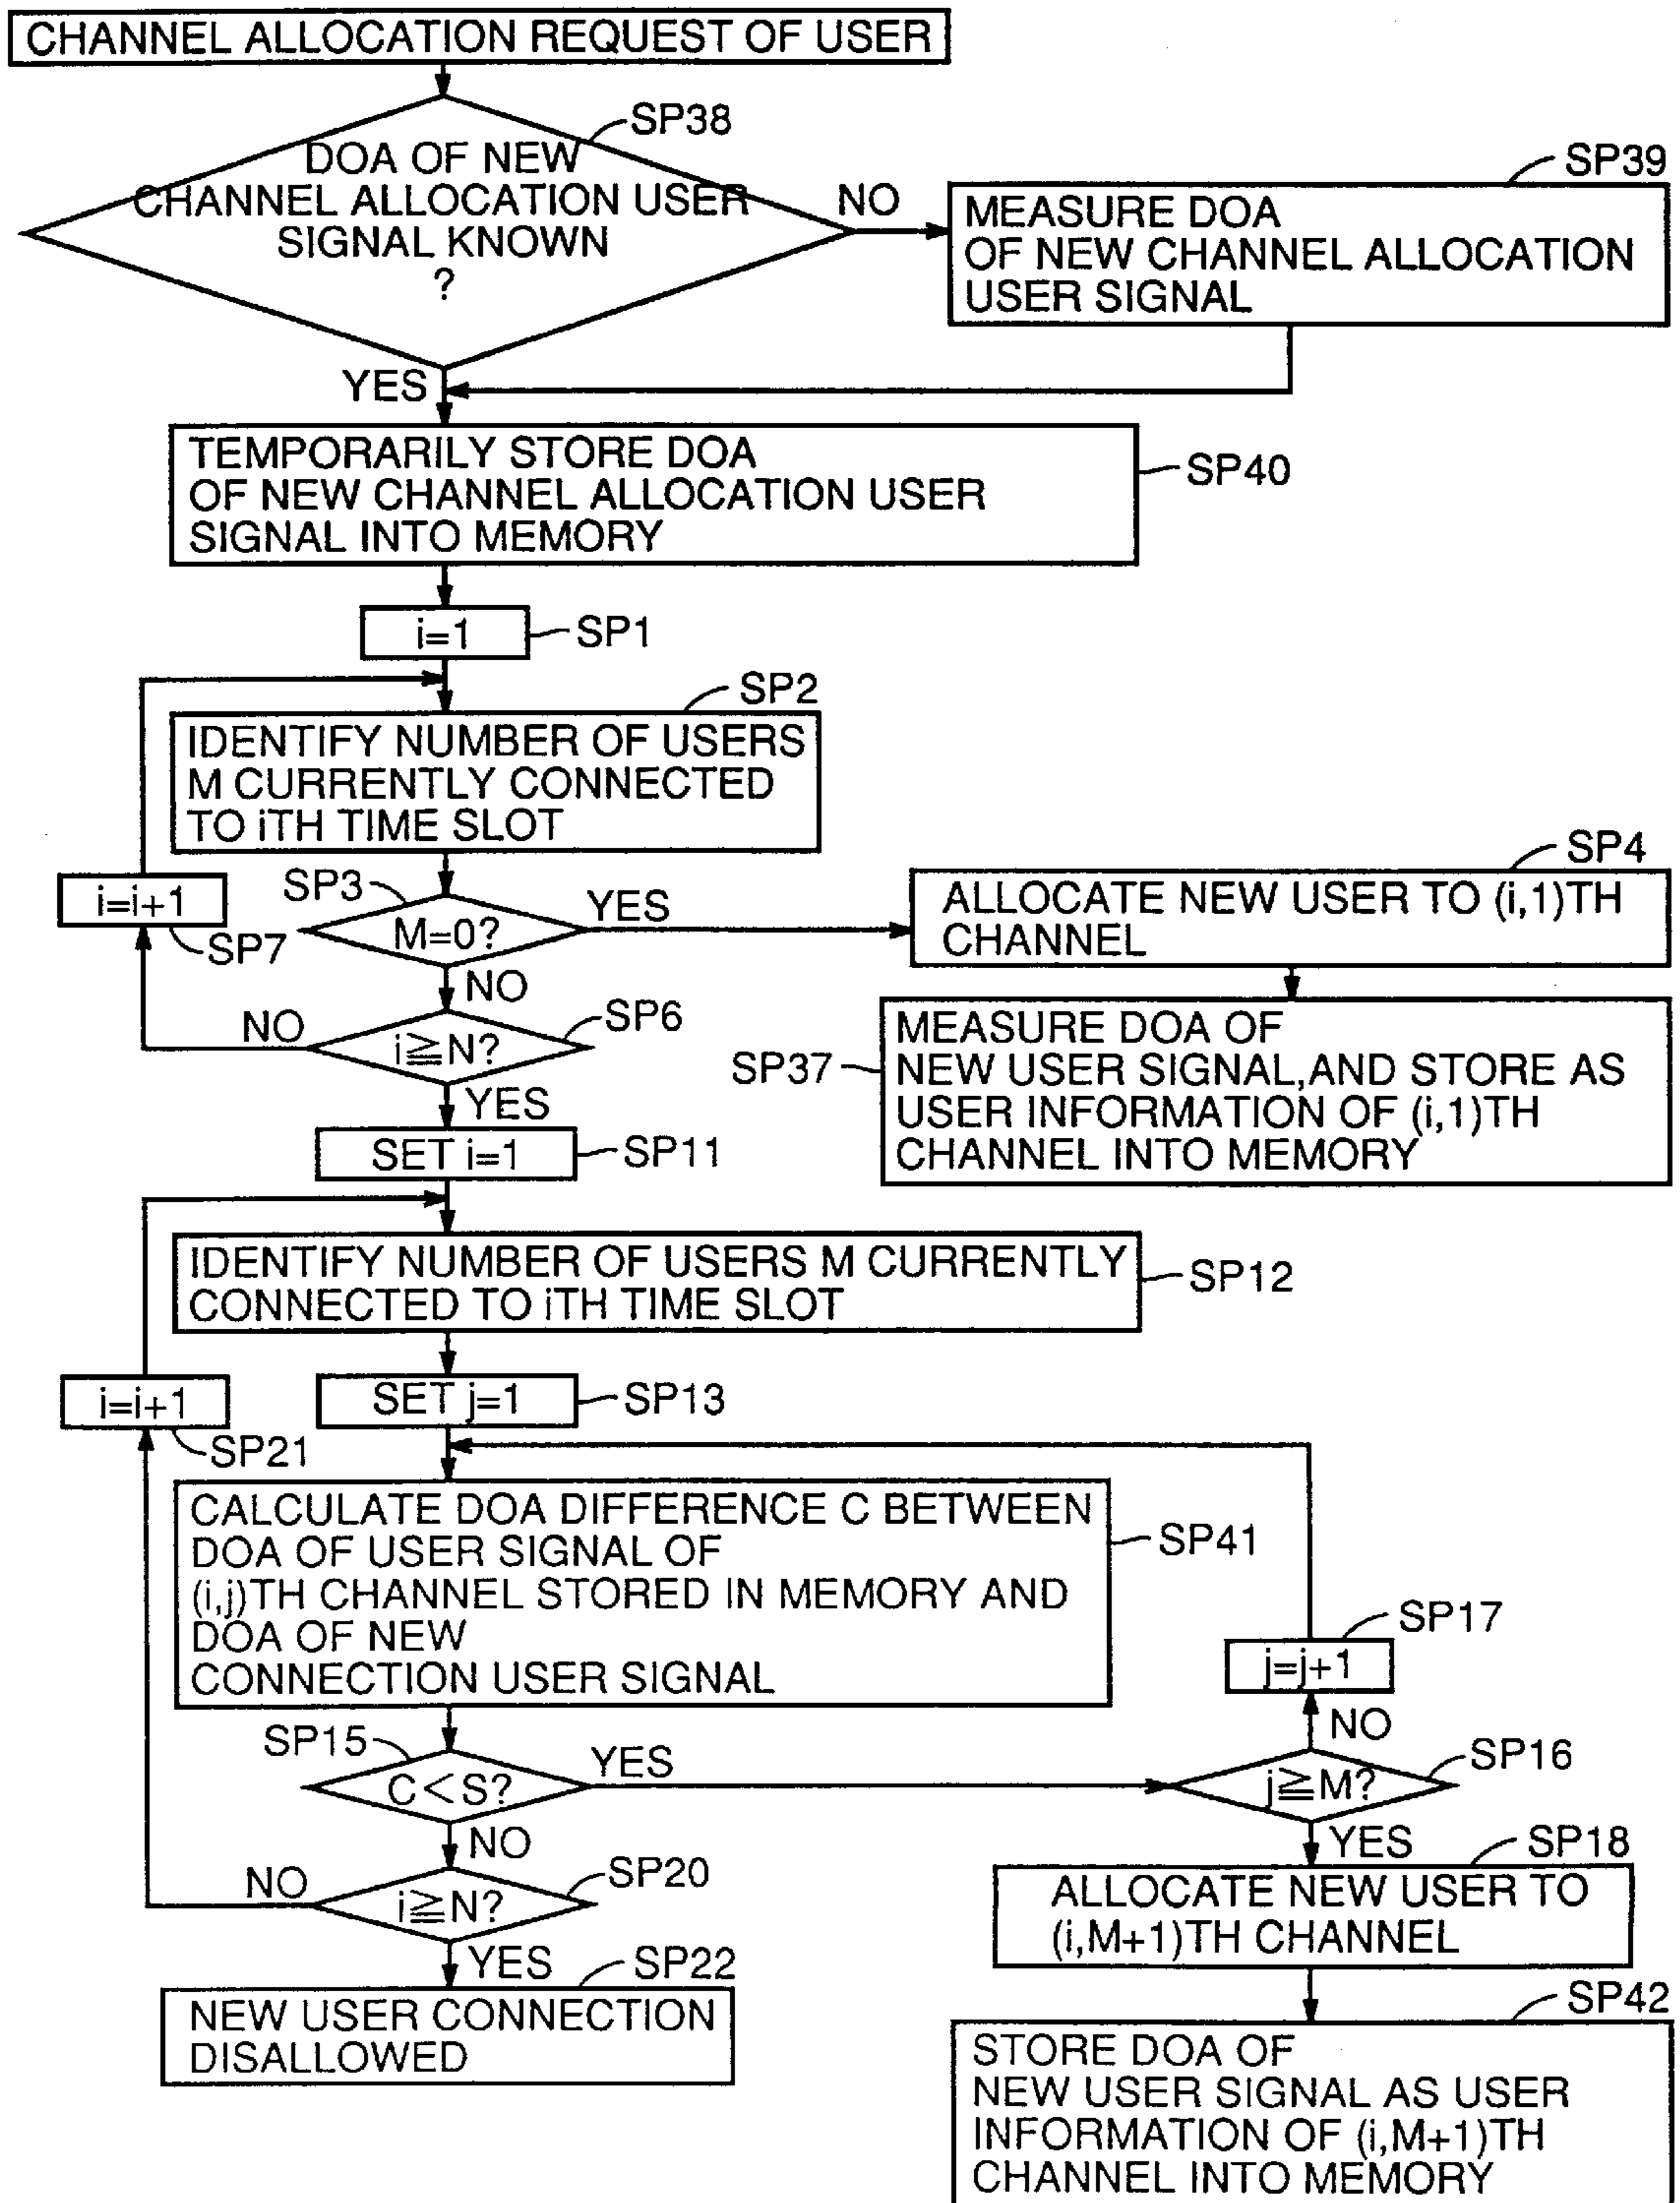 CHANNEL ALLOCATION REQUEST OF USER
SP38
DOA OF NEW
CHANNEL ALLOCATION USER
SIGNAL KNOWN
?
NO
SP39
MEASURE DOA
OF NEW CHANNEL ALLOCATION
USER SIGNAL
YES
TEMPORARILY STORE DOA
OF NEW CHANNEL ALLOCATION USER
SIGNAL INTO MEMORY
SP40
i=1
SP1
SP2
IDENTIFY NUMBER OF USERS
M CURRENTLY CONNECTED
TO iTH TIME SLOT
i=i+1
SP7
SP3
M=0?
YES
SP4
ALLOCATE NEW USER TO (i,1)TH
CHANNEL
NO
NO
i≧N?
SP6
SP37
MEASURE DOA OF
NEW USER SIGNAL,AND STORE AS
USER INFORMATION OF (i,1)TH
CHANNEL INTO MEMORY
YES
SET i=1
SP11
IDENTIFY NUMBER OF USERS M CURRENTLY
CONNECTED TO iTH TIME SLOT
SP12
i=i+1
SP21
SET j=1
SP13
CALCULATE DOA DIFFERENCE C BETWEEN
DOA OF USER SIGNAL OF
(i,j)TH CHANNEL STORED IN MEMORY AND
DOA OF NEW
CONNECTION USER SIGNAL
SP41
SP17
j=j+1
NO
SP15
C<S?
YES
j≧M?
SP16
NO
YES
SP18
ALLOCATE NEW USER TO
(i,M+1)TH CHANNEL
NO
i≧N?
SP20
YES
SP22
NEW USER CONNECTION
DISALLOWED
SP42
STORE DOA OF
NEW USER SIGNAL AS USER
INFORMATION OF (i,M+1)TH
CHANNEL INTO MEMORY